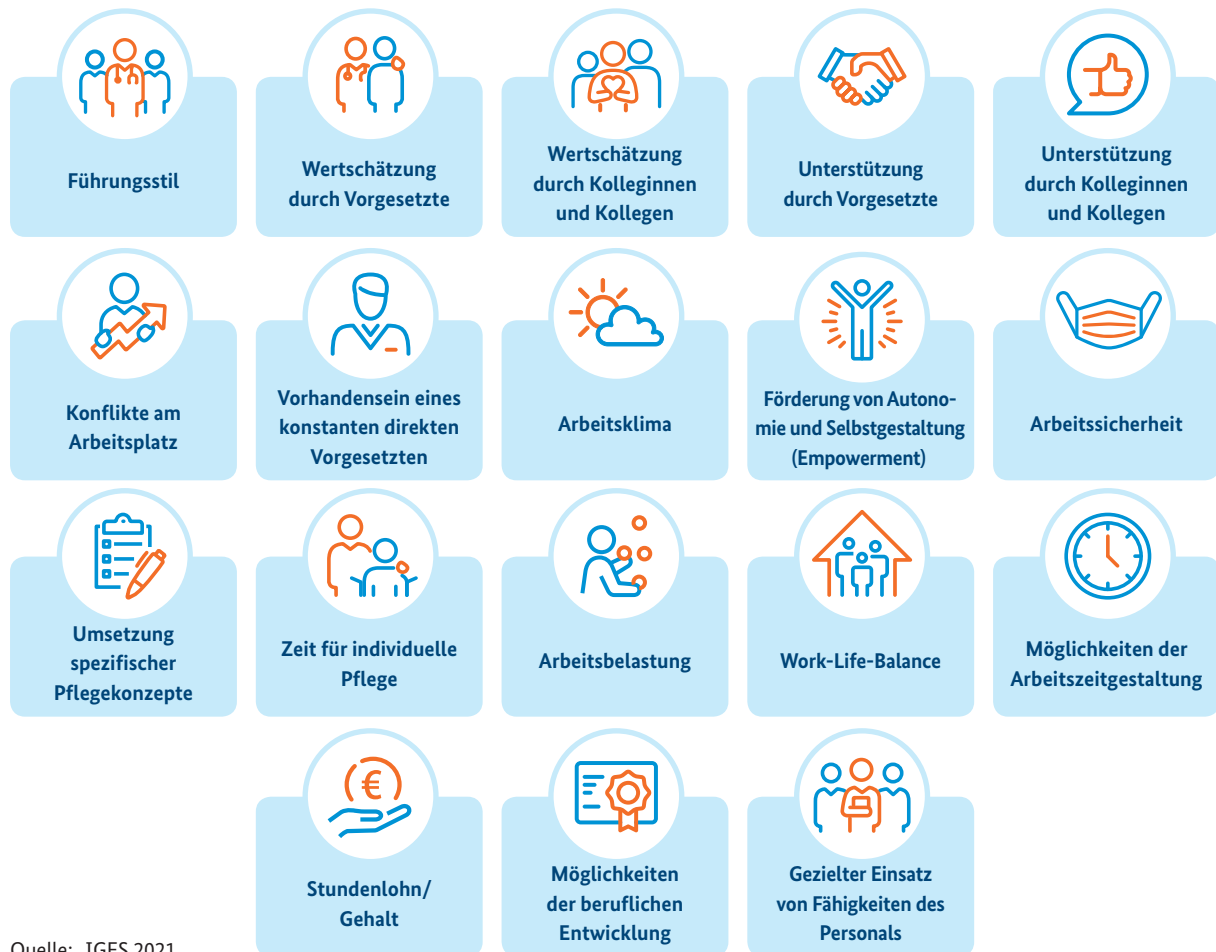 Führungsstil
Wertschätzung
durch Vorgesetzte
Wertschätzung
durch Kolleginnen
und Kollegen
Unterstützung
durch Vorgesetzte
Unterstützung
durch Kolleginnen
und Kollegen
Konflikte am
Arbeitsplatz
Vorhandensein eines
konstanten direkten
Vorgesetzten
Arbeitsklima
Förderung von Autono-
mie und Selbstgestaltung
(Empowerment)
Arbeitssicherheit
Umsetzung
spezifischer
Pflegekonzepte
Zeit für individuelle
Pflege
Arbeitsbelastung
Work-Life-Balance
Möglichkeiten der
Arbeitszeitgestaltung
€
Stundenlohn/
Gehalt
Möglichkeiten
der beruflichen
Entwicklung
Gezielter Einsatz
von Fähigkeiten des
Personals
Quelle: IGES 2021